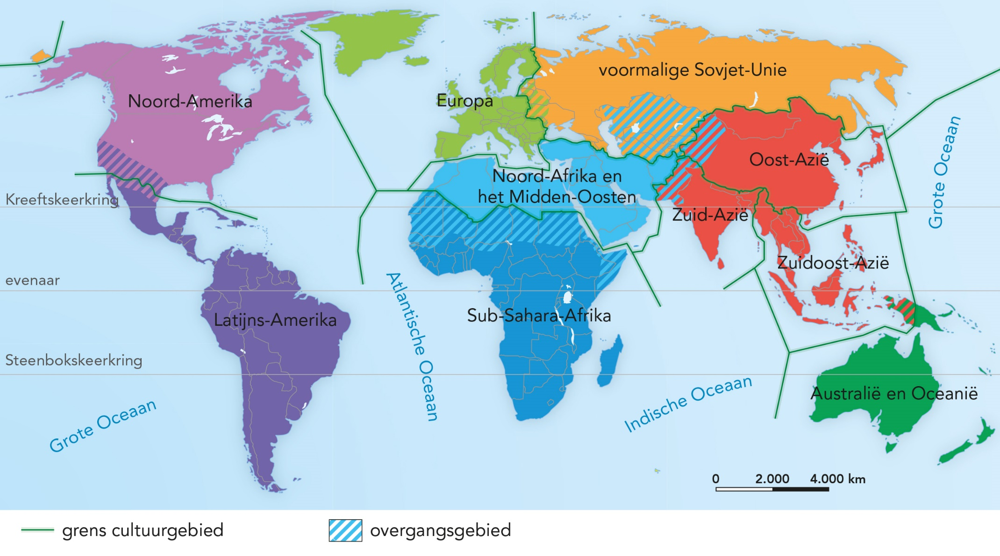 voormalige Sovjet-Unie
Noord-Amerika
Europa
Grote Oceaan
Oost-Azië
Noord-Afrika en
het Midden-Oosten
Kreeftskeerkring
Zuid-Azië
Zuidoost-Azië
evenaar
Atlantische Oceaan
Sub-Sahara-Afrika
Latijns-Amerika
Steenbokskeerkring
Indische Oceaan
Australië en Oceanië
Grote Oceaan
0 2.000 4.000 km
grens cultuurgebied
overgangsgebied